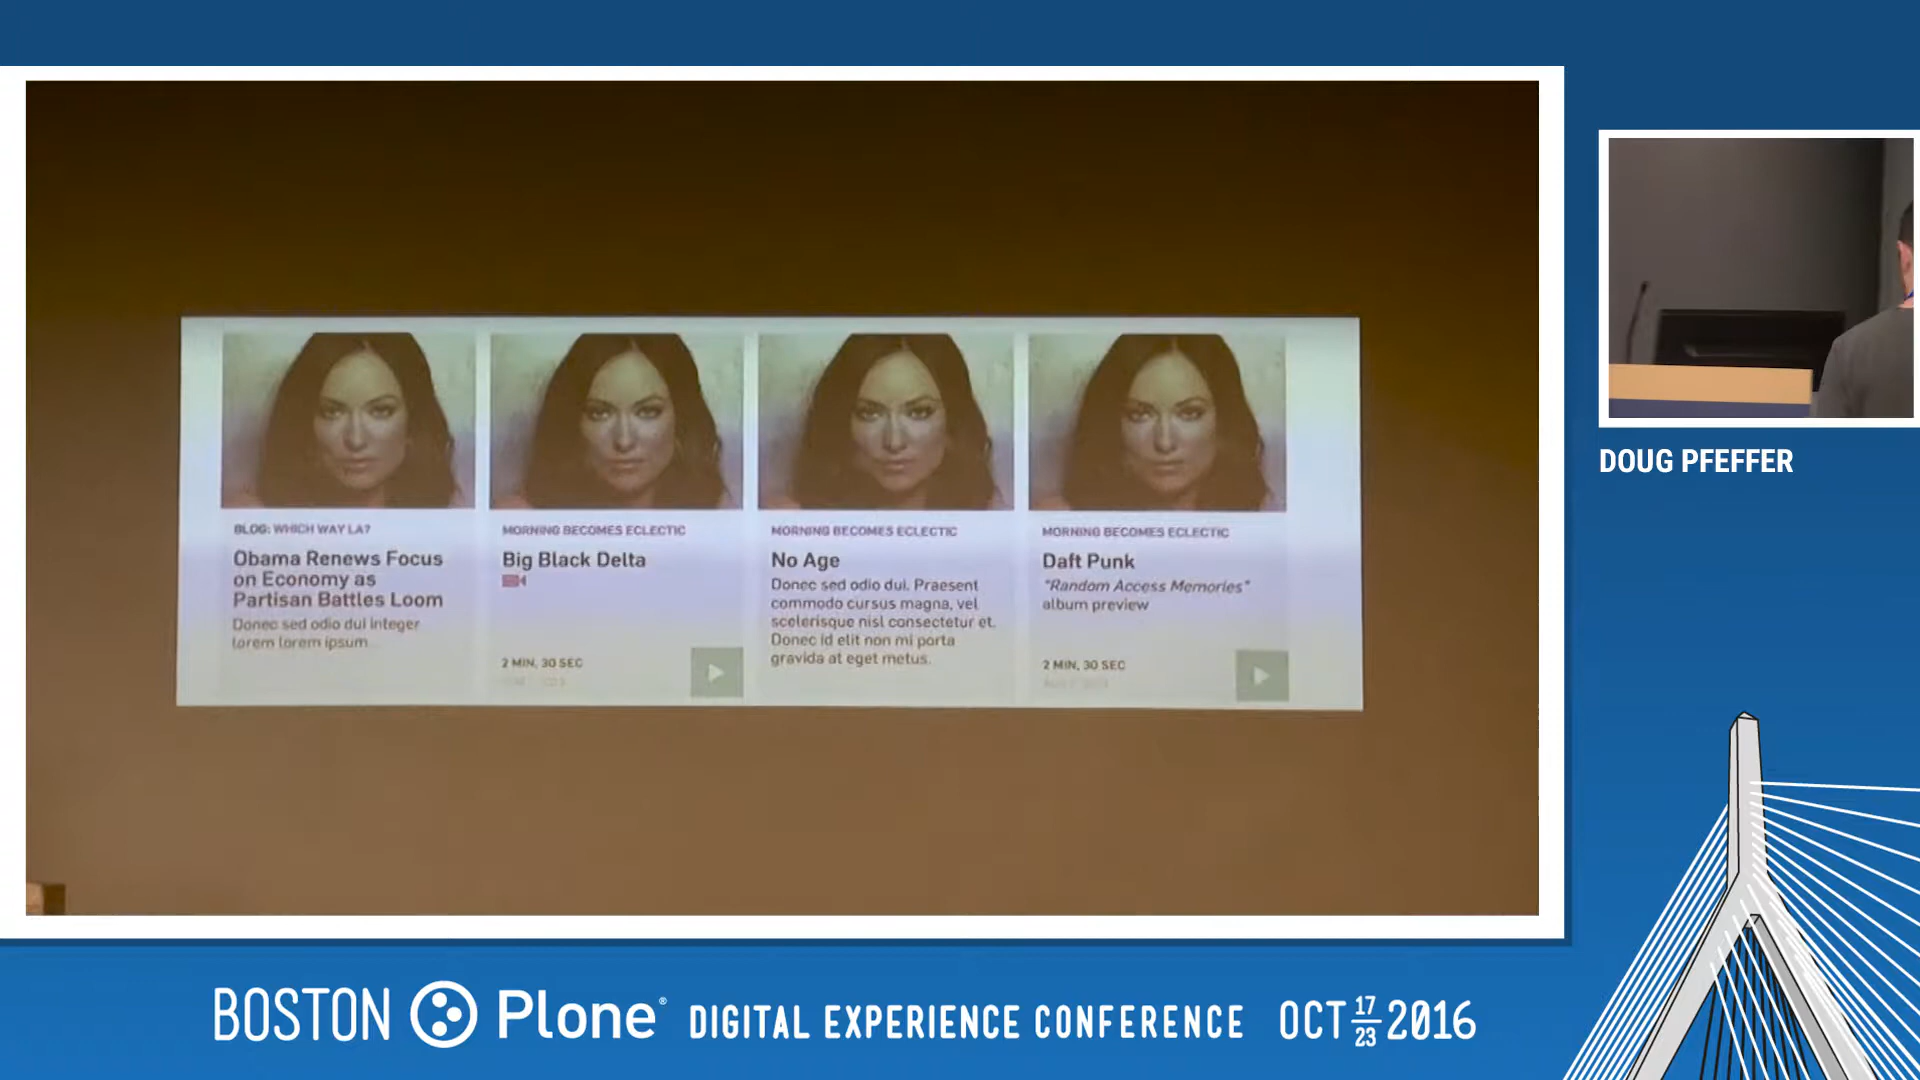 BLOG: WHICH WAY LA?
Obama Renews Focus
on Economy as
Partisan Battles Loom
Donec sed odio dui integer
lorem lorem ipsum
MORNING BECOMES ECLECTIC
Big Black Delta
2 MIN, 30 SEC
MORNING BECOMES ECLECTIC
No Age
Donec sed odio dui. Praesent
commodo cursus magna, vel
scelerisque nisl consectetur et.
Donec id elit non mi porta
gravida at eget metus.
MORNING BECOMES ECLECTIC
Daft Punk
"Random Access Memories"
album preview
2 MIN, 30 SEC
DOUG PFEFFER
BOSTON Plone® DIGITAL EXPERIENCE CONFERENCE OCT 17 23 2016